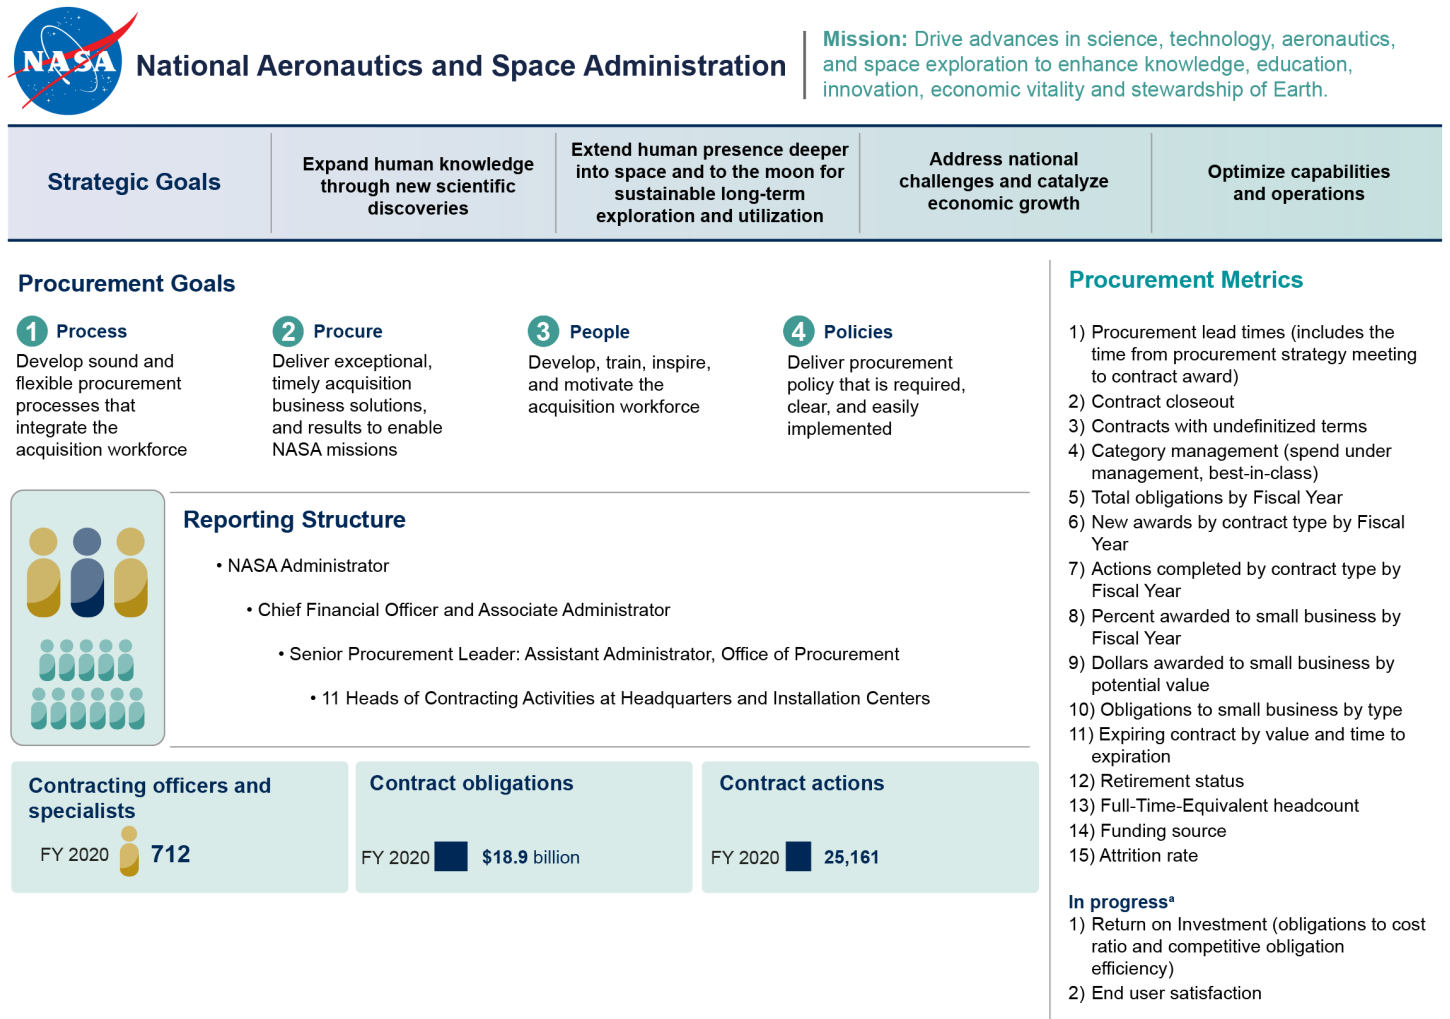 NASA
National Aeronautics and Space Administration
Mission: Drive advances in science, technology, aeronautics,
and space exploration to enhance knowledge, education,
innovation, economic vitality and stewardship of Earth.
Strategic Goals
Expand human knowledge
through new scientific
discoveries
Extend human presence deeper
into space and to the moon for
sustainable long-term
exploration and utilization
Address national
challenges and catalyze
economic growth
Optimize capabilities
and operations
Procurement Goals
1 Process
Develop sound and
flexible procurement
processes that
integrate the
acquisition workforce
2 Procure
Deliver exceptional,
timely acquisition
business solutions,
and results to enable
NASA missions
3 People
Develop, train, inspire,
and motivate the
acquisition workforce
4 Policies
Deliver procurement
policy that is required,
clear, and easily
implemented
Reporting Structure
• NASA Administrator
• Chief Financial Officer and Associate Administrator
• Senior Procurement Leader: Assistant Administrator, Office of Procurement
• 11 Heads of Contracting Activities at Headquarters and Installation Centers
Contracting officers and
specialists
FY 2020 712
Contract obligations
FY 2020 $18.9 billion
Contract actions
FY 2020 25,161
Procurement Metrics
1) Procurement lead times (includes the
time from procurement strategy meeting
to contract award)
2) Contract closeout
3) Contracts with undefinitized terms
4) Category management (spend under
management, best-in-class)
5) Total obligations by Fiscal Year
6) New awards by contract type by Fiscal
Year
7) Actions completed by contract type by
Fiscal Year
8) Percent awarded to small business by
Fiscal Year
9) Dollars awarded to small business by
potential value
10) Obligations to small business by type
11) Expiring contract by value and time to
expiration
12) Retirement status
13) Full-Time-Equivalent headcount
14) Funding source
15) Attrition rate
In progressª
1) Return on Investment (obligations to cost
ratio and competitive obligation
efficiency)
2) End user satisfaction